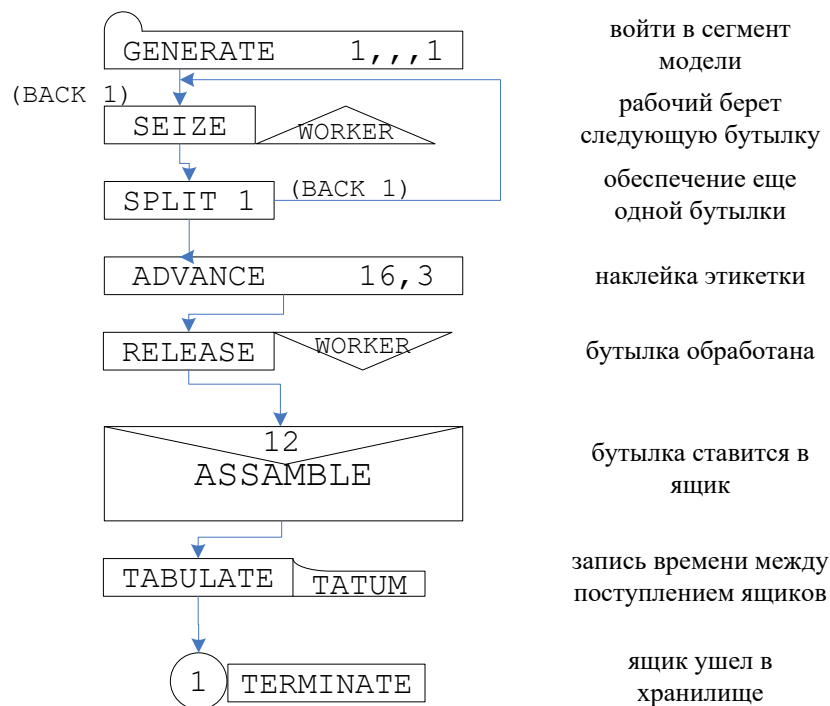 GENERATE 1,,,1
войти в сегмент
модели
(BACK 1)
SEIZE WORKER
рабочий берет
следующую бутылку
SPLIT 1 (BACK 1)
обеспечение еще
одной бутылки
ADVANCE 16,3
наклейка этикетки
RELEASE WORKER
бутылка обработана
12
ASSAMBLE
бутылка ставится в
ящик
TABULATE TATUM
запись времени между
поступлением ящиков
1 TERMINATE
ящик ушел в
хранилище